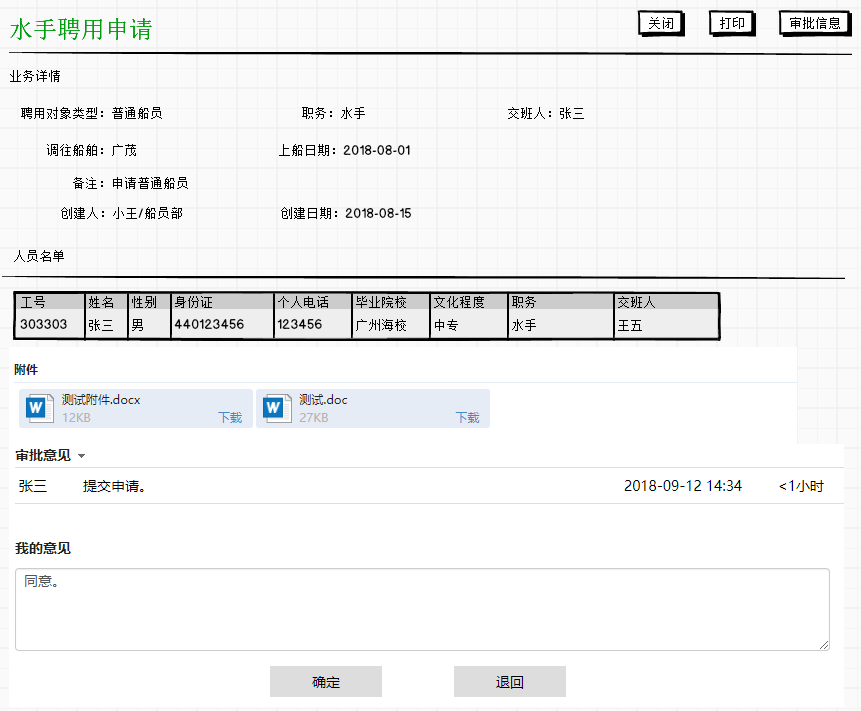 水手聘用申请 关闭 打印 审批信息
业务详情
聘用对象类型：普通船员 职务：水手 交班人：张三
调往船舶：广茂 上船日期：2018-08-01
备注：申请普通船员
创建人：小王/船员部 创建日期：2018-08-15
人员名单
工号 姓名 性别 身份证 个人电话 毕业院校 文化程度 职务 交班人
303303 张三 男 440123456 123456 广州海校 中专 水手 王五
附件
测试附件.docx 测试.doc
12KB 下载 27KB 下载
审批意见
张三 提交申请。 2018-09-12 14:34 <1小时
我的意见
同意。
确定 退回